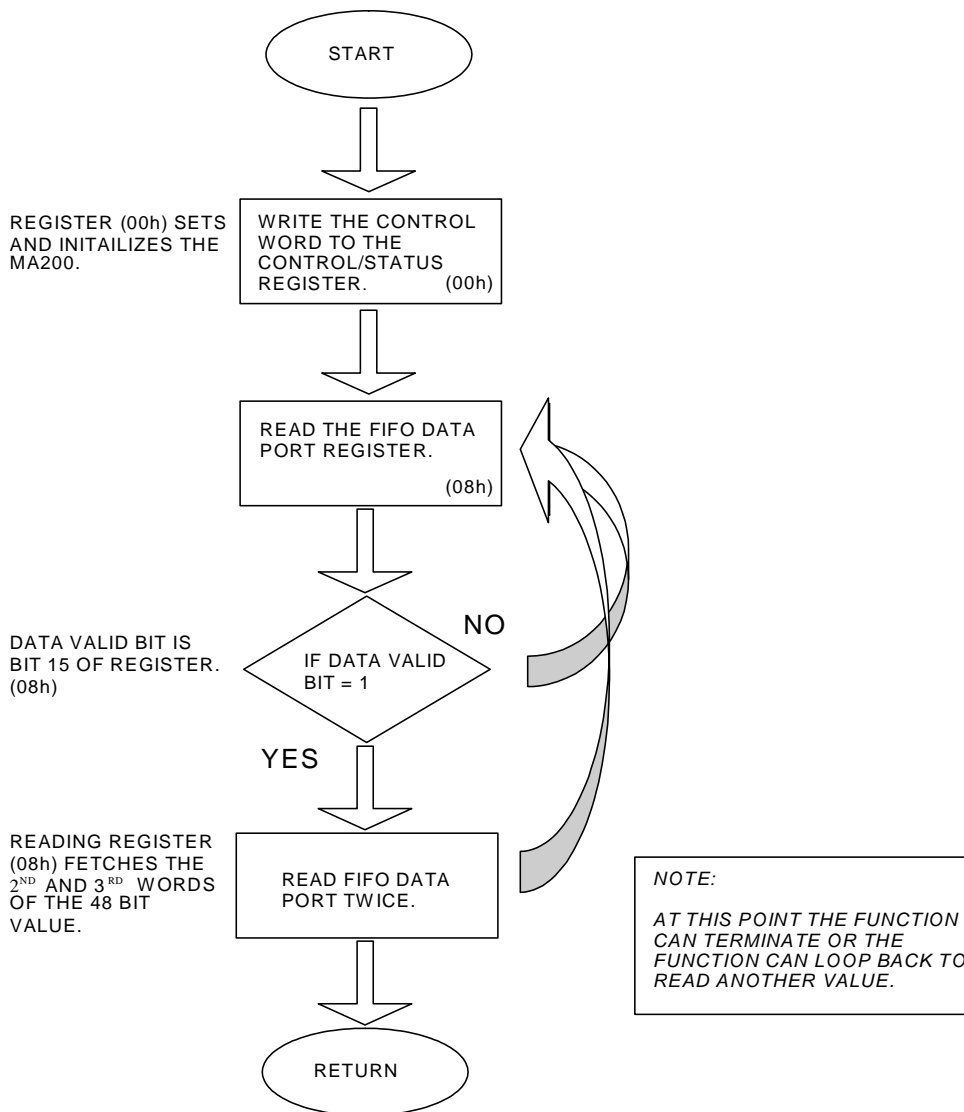 START
REGISTER (00h) SETS
AND INITAILIZES THE
MA200.
WRITE THE CONTROL
WORD TO THE
CONTROL/STATUS
REGISTER. (00h)
READ THE FIFO DATA
PORT REGISTER.
(08h)
NO
DATA VALID BIT IS
BIT 15 OF REGISTER.
(08h)
IF DATA VALID
BIT = 1
YES
READING REGISTER
(08h) FETCHES THE
2ND AND 3RD WORDS
OF THE 48 BIT
VALUE.
READ FIFO DATA
PORT TWICE.
NOTE:
AT THIS POINT THE FUNCTION
CAN TERMINATE OR THE
FUNCTION CAN LOOP BACK TO
READ ANOTHER VALUE.
RETURN